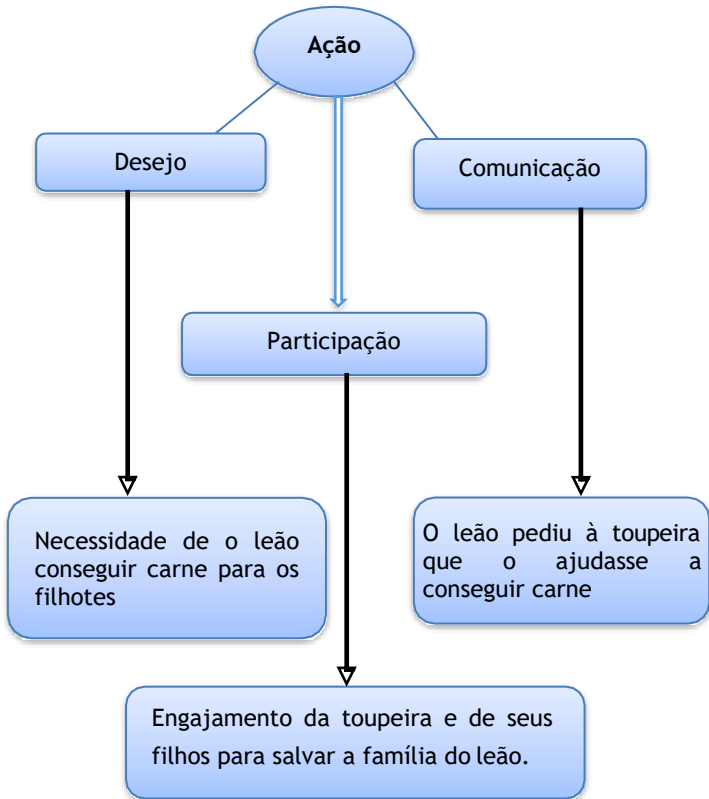 Ação
Desejo
Comunicação
Participação
Necessidade de o leão
conseguir carne para os
filhotes
O leão pediu à toupeira
que o ajudasse a
conseguir carne
Engajamento da toupeira e de seus
filhos para salvar a família do leão.